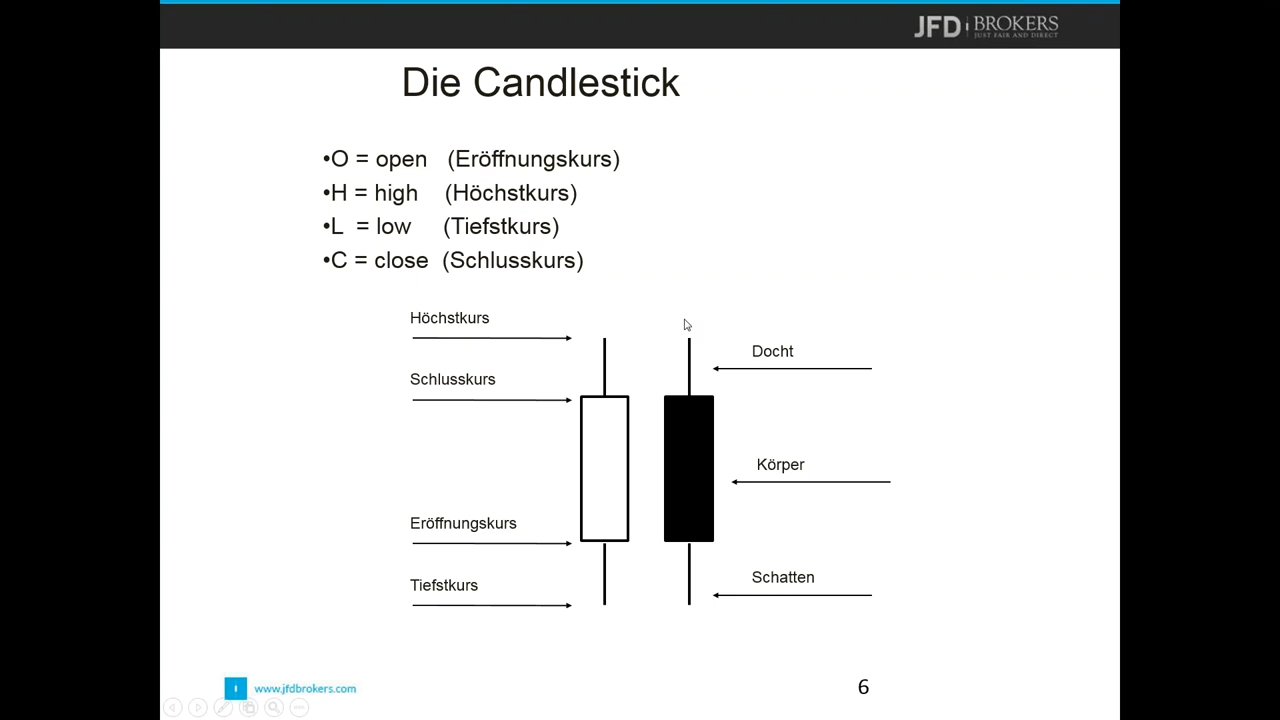 JFD BROKERS
JUST FAIR AND DIRECT
Die Candlestick
•O = open (Eröffnungskurs)
•H = high (Höchstkurs)
•L = low (Tiefstkurs)
•C = close (Schlusskurs)
Höchstkurs
Docht
Schlusskurs
Körper
Eröffnungskurs
Schatten
Tiefstkurs
www.jfdbrokers.com
6